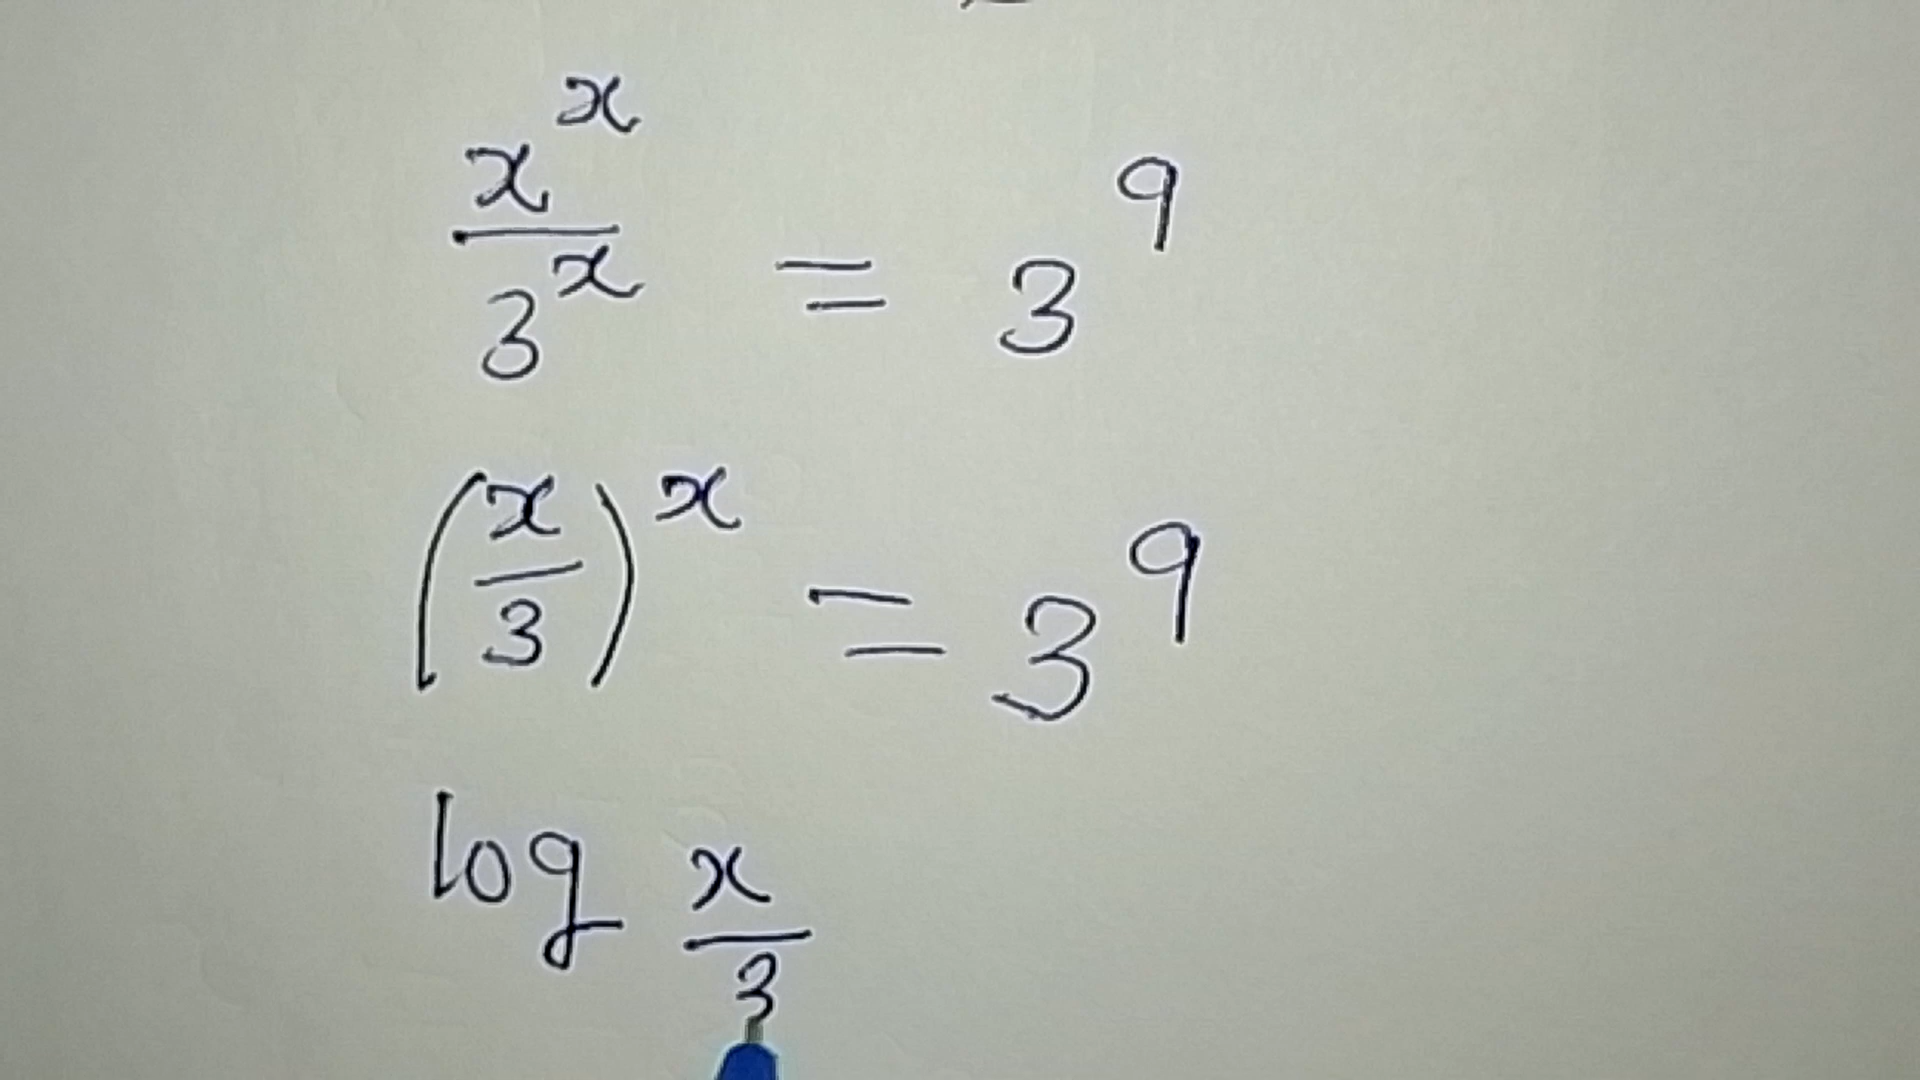 x^x / 3^x = 3^9
(x/3)^x = 3^9
log x/3